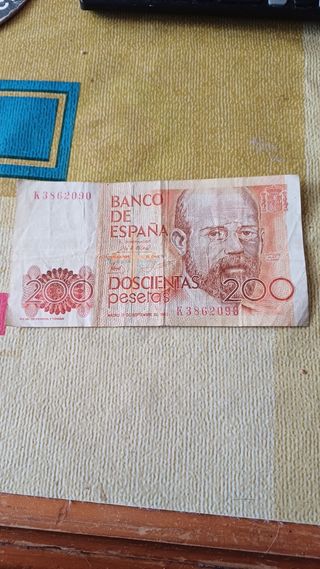 K3862090
BANCO
DE
ESPAÑA
200
DOSCIENTAS
pesetas
200
K3862090